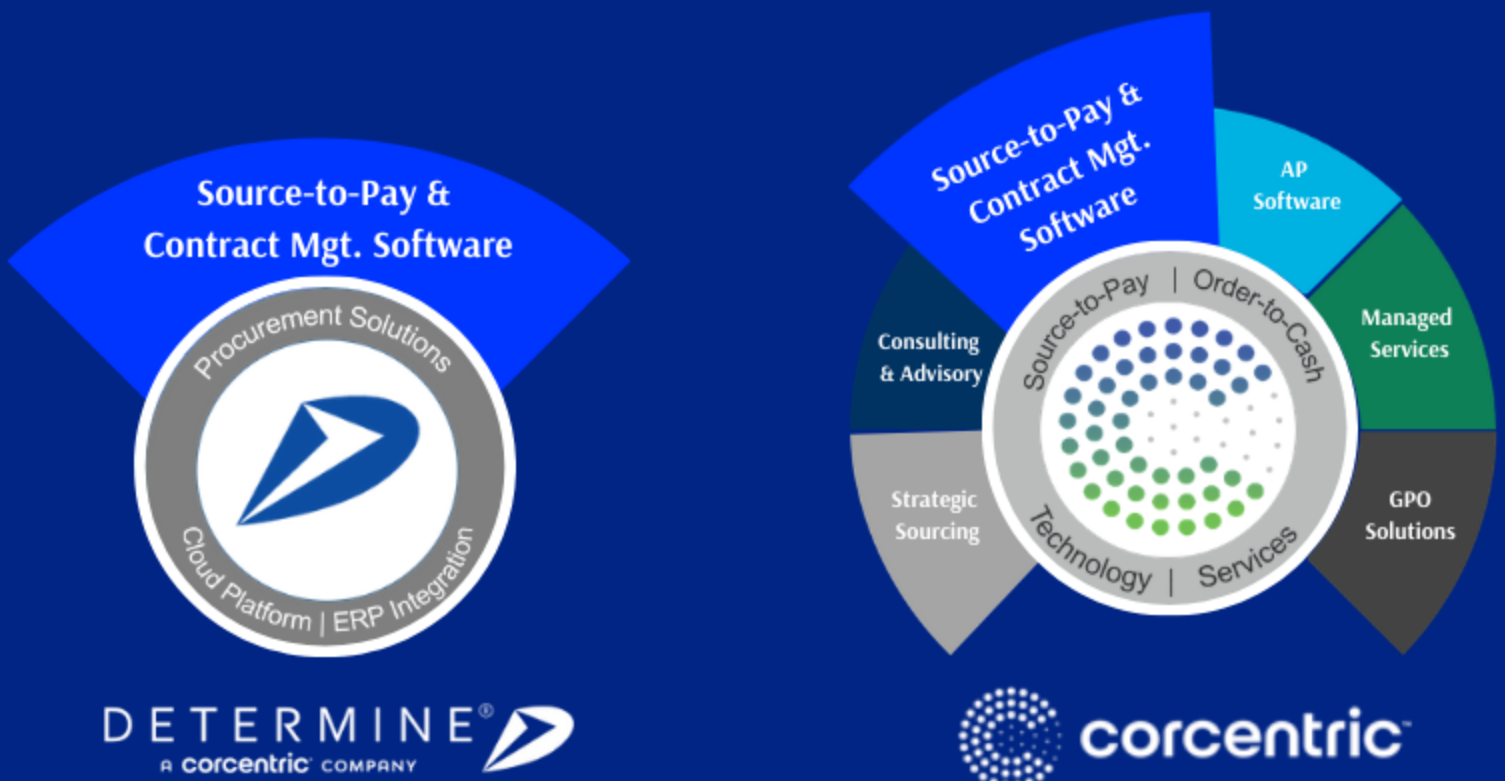 Source-to-Pay &
Contract Mgt. Software
Procurement Solutions
Cloud Platform | ERP Integration
DETERMINE®
A corcentric COMPANY
Source-to-Pay &
Contract Mgt.
Software
AP
Software
Managed
Services
GPO
Solutions
Consulting
& Advisory
Strategic
Sourcing
Source-to-Pay | Order-to-Cash
Technology | Services
corcentric™